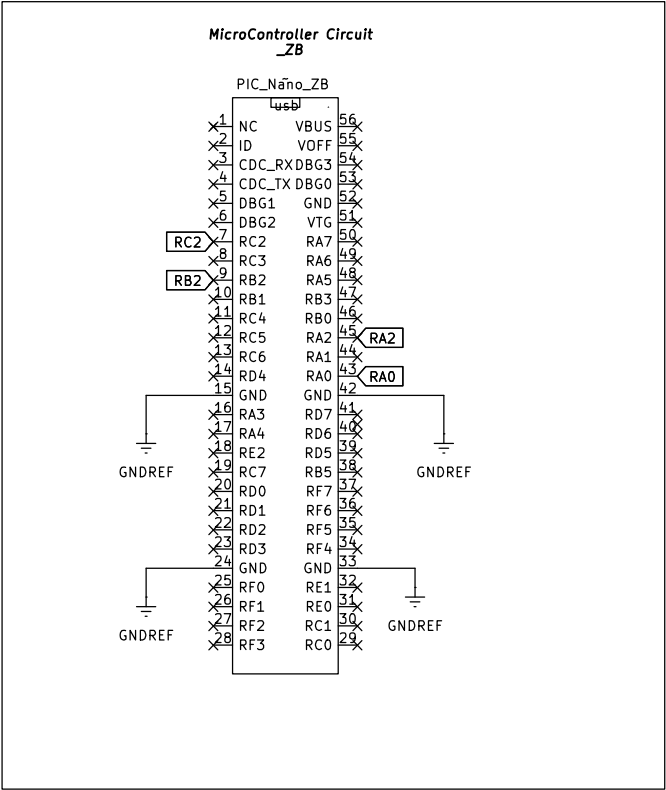 MicroController Circuit
_ZB
PIC_Nano_ZB
usb
1 NC VBUS 56
2 ID VOFF 55
3 CDC_RX DBG3 54
4 CDC_TX DBG0 53
5 DBG1 GND 52
6 DBG2 VTG 51
RC2 7 RC2 RA7 50
8 RC3 RA6 49
RB2 9 RB2 RA5 48
10 RB1 RB3 47
11 RC4 RB0 46
12 RC5 RA2 45 RA2
13 RC6 RA1 44
14 RD4 RA0 43 RA0
15 GND GND 42
16 RA3 RD7 41
17 RA4 RD6 40
18 RE2 RD5 39
19 RC7 RB5 38
GNDREF GNDREF
20 RD0 RF7 37
21 RD1 RF6 36
22 RD2 RF5 35
23 RD3 RF4 34
24 GND GND 33
25 RF0 RE1 32
26 RF1 RE0 31
27 RF2 RC1 30
GNDREF GNDREF
28 RF3 RC0 29